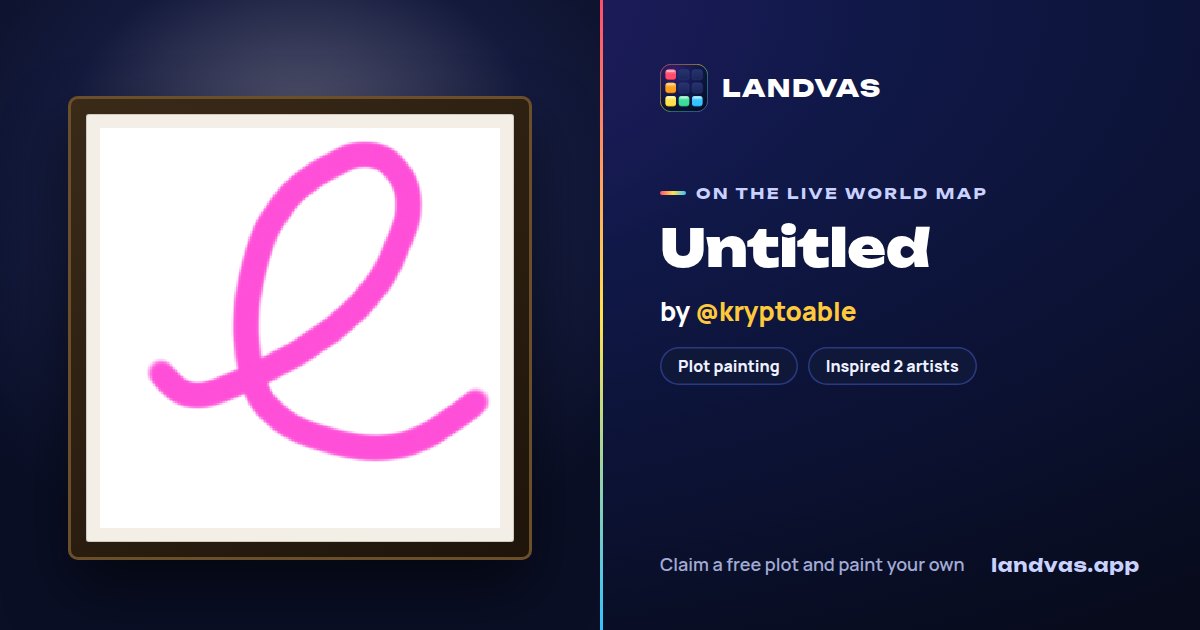 e
LANDVAS
ON THE LIVE WORLD MAP
Untitled
by @kryptoable
Plot painting
Inspired 2 artists
Claim a free plot and paint your own
landvas.app